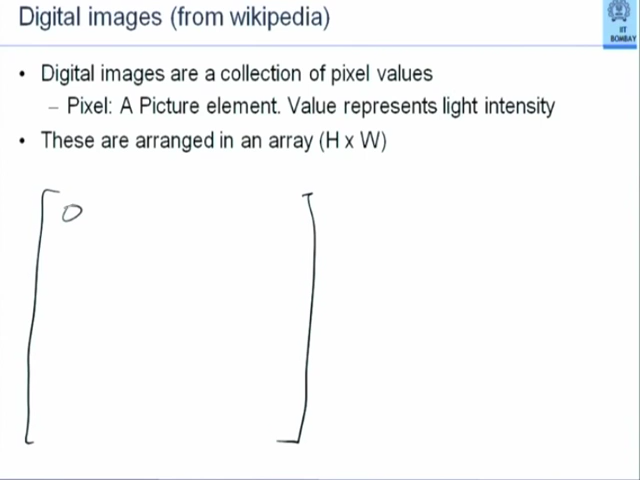 Digital images (from wikipedia)
IIT
BOMBAY
• Digital images are a collection of pixel values
– Pixel: A Picture element. Value represents light intensity
• These are arranged in an array (H x W)
0